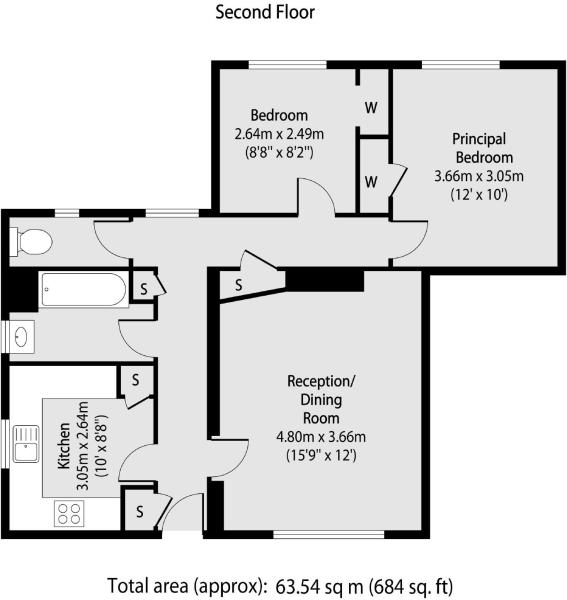 Second Floor
Bedroom
2.64m x 2.49m
(8'8" x 8'2")
W
W
Principal
Bedroom
3.66m x 3.05m
(12' x 10')
S
S
S
Reception/
Dining
Room
4.80m x 3.66m
(15'9" x 12')
Kitchen
3.05m x 2.64m
(10' x 8'8")
S
Total area (approx): 63.54 sq m (684 sq. ft)